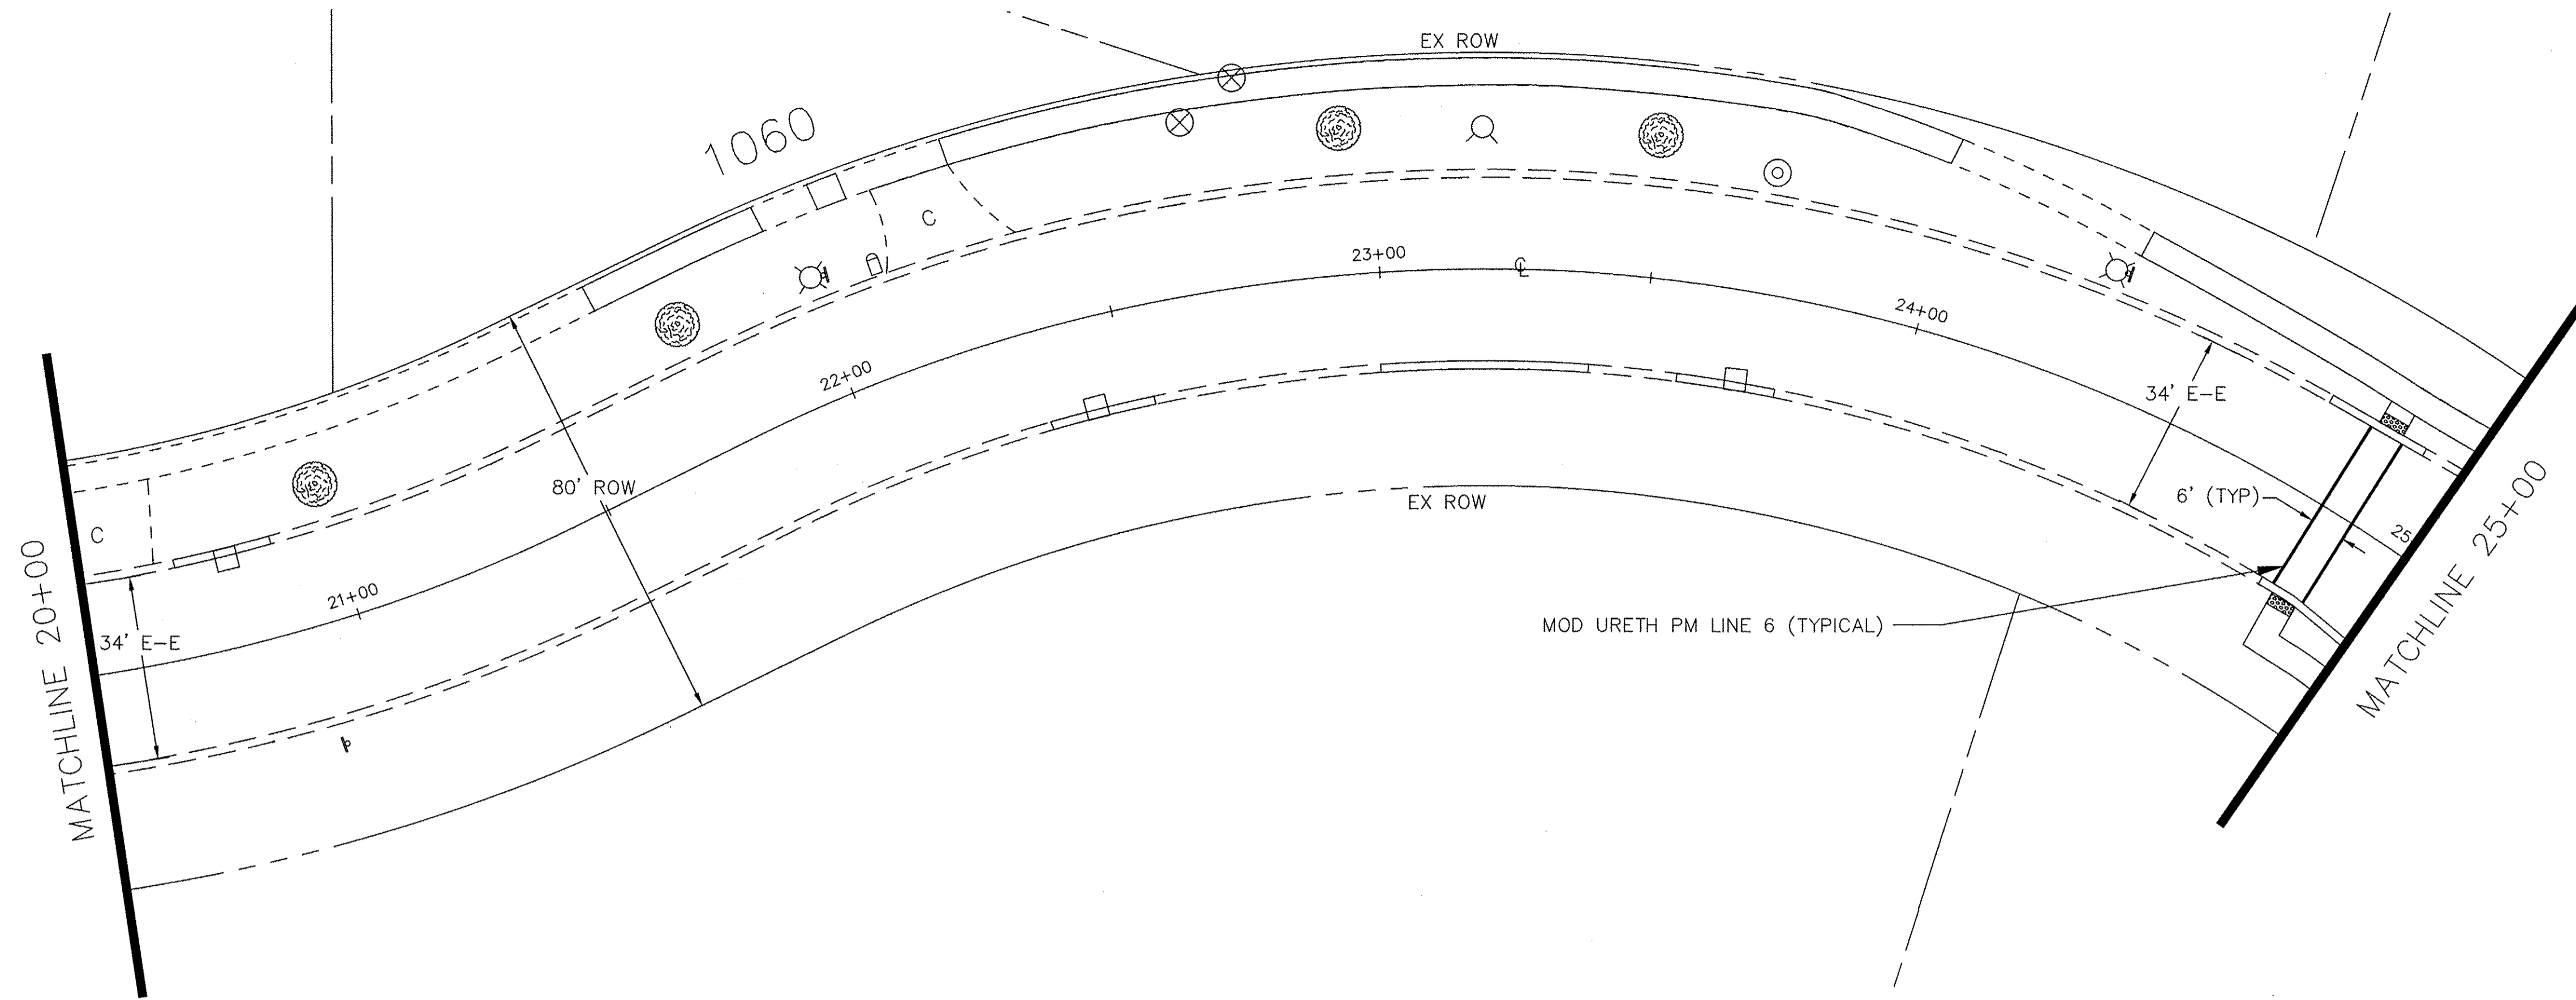 EX ROW
1060
C
23+00
℄
24+00
22+00
34' E-E
80' ROW
EX ROW
6' (TYP)
25
C
21+00
34' E-E
MOD URETH PM LINE 6 (TYPICAL)
MATCHLINE 20+00
MATCHLINE 25+00